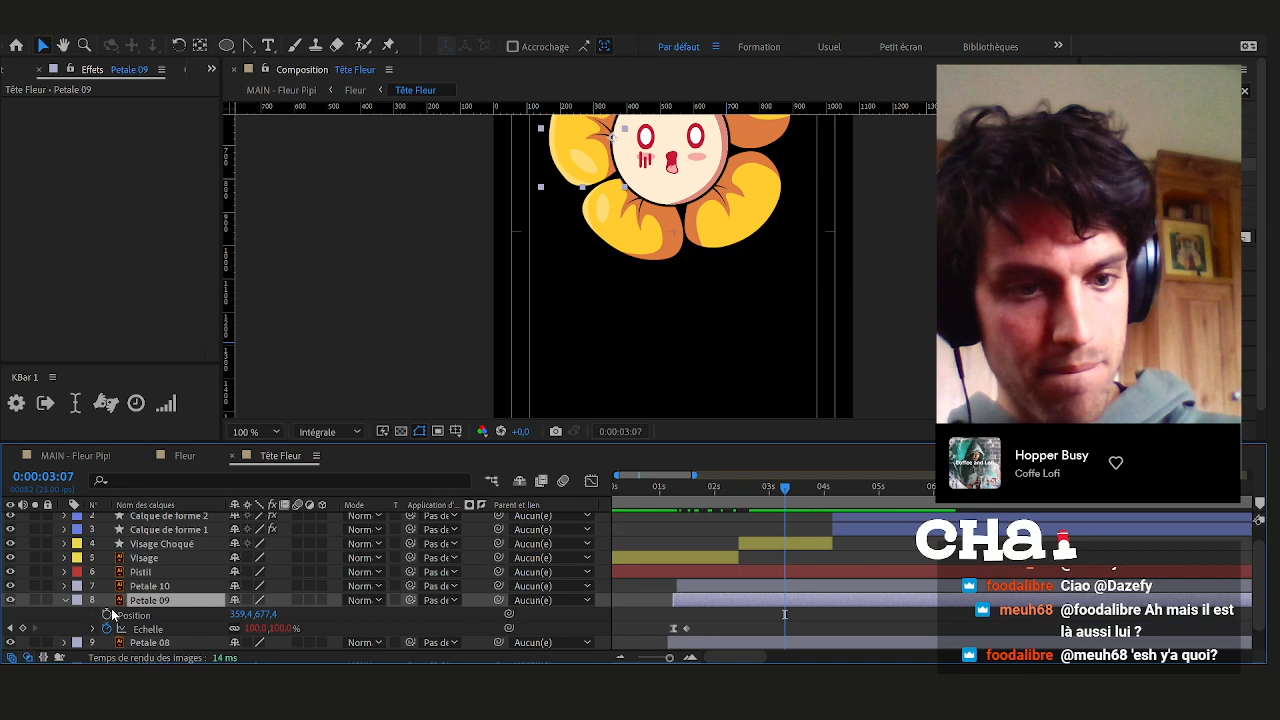 Accrochage
Par défaut
Formation
Usuel
Petit écran
Bibliothèques
Effets Petale 09
Composition Tête Fleur
Tête Fleur • Petale 09
MAIN - Fleur Pipi
Fleur
Tête Fleur
700 600 500 400 300 200 100 0 100 200 300 400 500 600 700 800 900 1000 1100 1200
KBar 1
100 %
Intégrale
+0,0
0:00:03:07
MAIN - Fleur Pipi
Fleur
Tête Fleur
0:00:03:07
00082 (25.00 ips)
01s 02s 03s 04s 05s
Nom des calques
Mode
T
Application d'...
Parent et lien
2 Calque de forme 2 Norm Pas de Aucun(e)
3 Calque de forme 1 Norm Pas de Aucun(e)
4 Visage Choqué Norm Pas de Aucun(e)
5 Visage Norm Pas de Aucun(e)
6 Pistil Norm Pas de Aucun(e)
7 Petale 10 Norm Pas de Aucun(e)
8 Petale 09 Norm Pas de Aucun(e)
Position 359,4,677,4
Echelle 100,0,100,0 %
9 Petale 08 Norm Pas de Aucun(e)
Temps de rendu des images : 14 ms
Coffee and Lofi
Hopper Busy
Coffe Lofi
CHAT
foodalibre Ciao @Dazefy
meuh68 @foodalibre Ah mais il est
là aussi lui ?
foodalibre @meuh68 'esh y'a quoi?